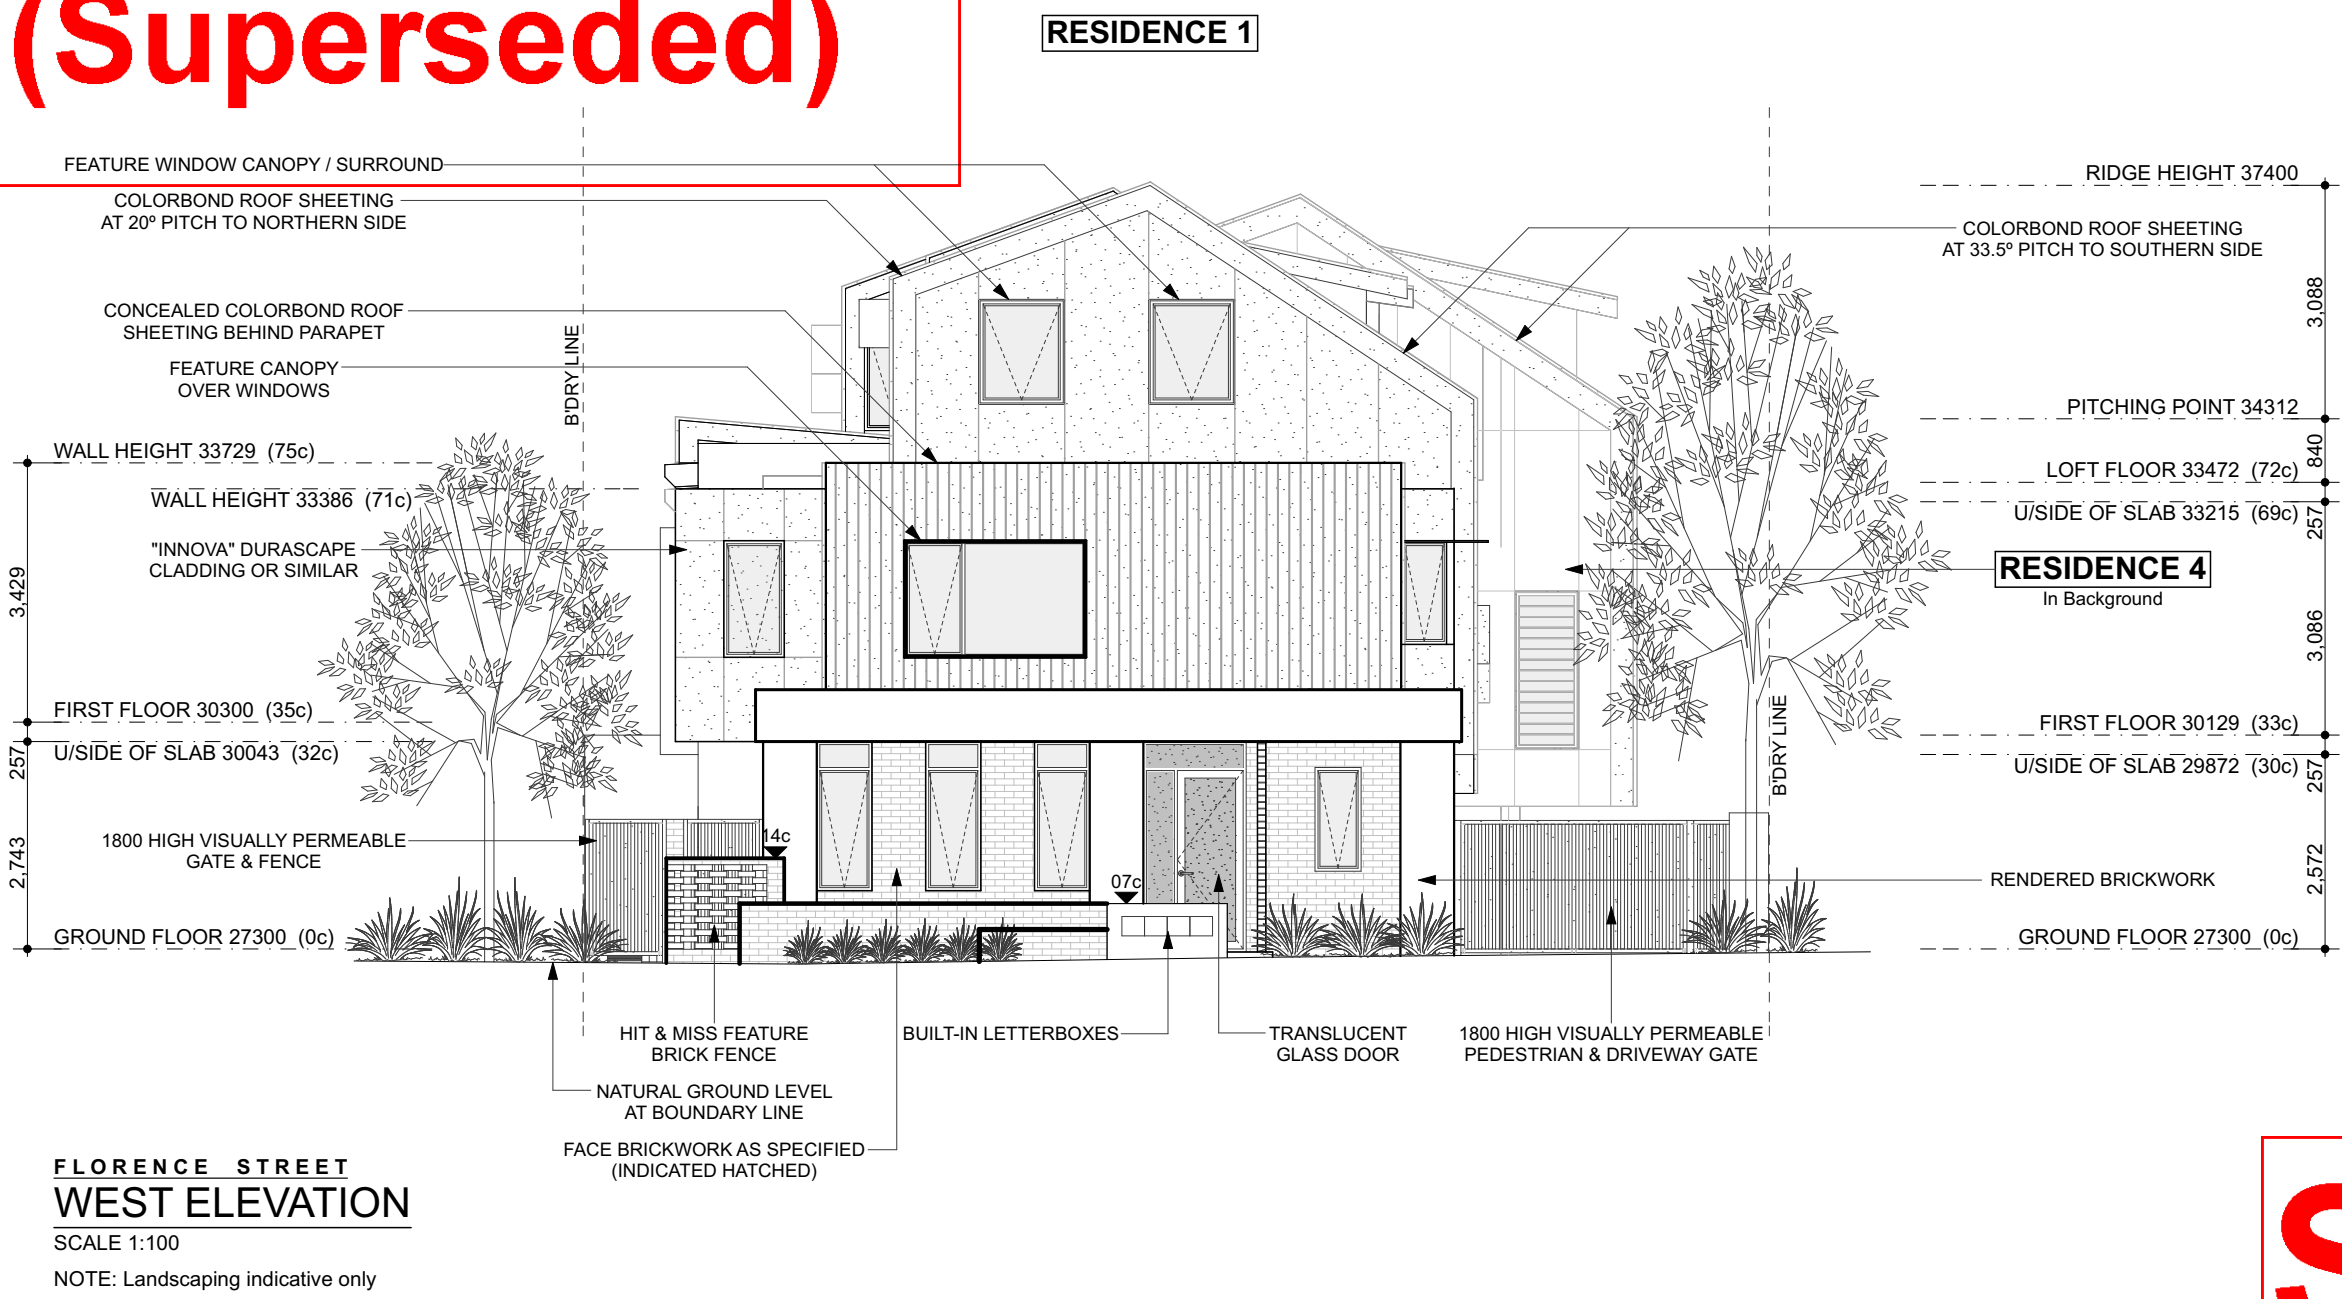 (Superseded)
RESIDENCE 1
FEATURE WINDOW CANOPY / SURROUND
COLORBOND ROOF SHEETING
AT 20º PITCH TO NORTHERN SIDE
CONCEALED COLORBOND ROOF
SHEETING BEHIND PARAPET
FEATURE CANOPY
OVER WINDOWS
B'DRY LINE
WALL HEIGHT 33729 (75c)
WALL HEIGHT 33386 (71c)
"INNOVA" DURASCAPE
CLADDING OR SIMILAR
3,429
FIRST FLOOR 30300 (35c)
257
U/SIDE OF SLAB 30043 (32c)
1800 HIGH VISUALLY PERMEABLE
GATE & FENCE
2,743
GROUND FLOOR 27300 (0c)
14c
07c
RIDGE HEIGHT 37400
COLORBOND ROOF SHEETING
AT 33.5º PITCH TO SOUTHERN SIDE
3,088
PITCHING POINT 34312
840
LOFT FLOOR 33472 (72c)
U/SIDE OF SLAB 33215 (69c)
257
RESIDENCE 4
In Background
3,086
B'DRY LINE
FIRST FLOOR 30129 (33c)
U/SIDE OF SLAB 29872 (30c)
257
2,572
RENDERED BRICKWORK
GROUND FLOOR 27300 (0c)
HIT & MISS FEATURE
BRICK FENCE
BUILT-IN LETTERBOXES
TRANSLUCENT
GLASS DOOR
1800 HIGH VISUALLY PERMEABLE
PEDESTRIAN & DRIVEWAY GATE
NATURAL GROUND LEVEL
AT BOUNDARY LINE
FACE BRICKWORK AS SPECIFIED
(INDICATED HATCHED)
FLORENCE STREET
WEST ELEVATION
SCALE 1:100
NOTE: Landscaping indicative only